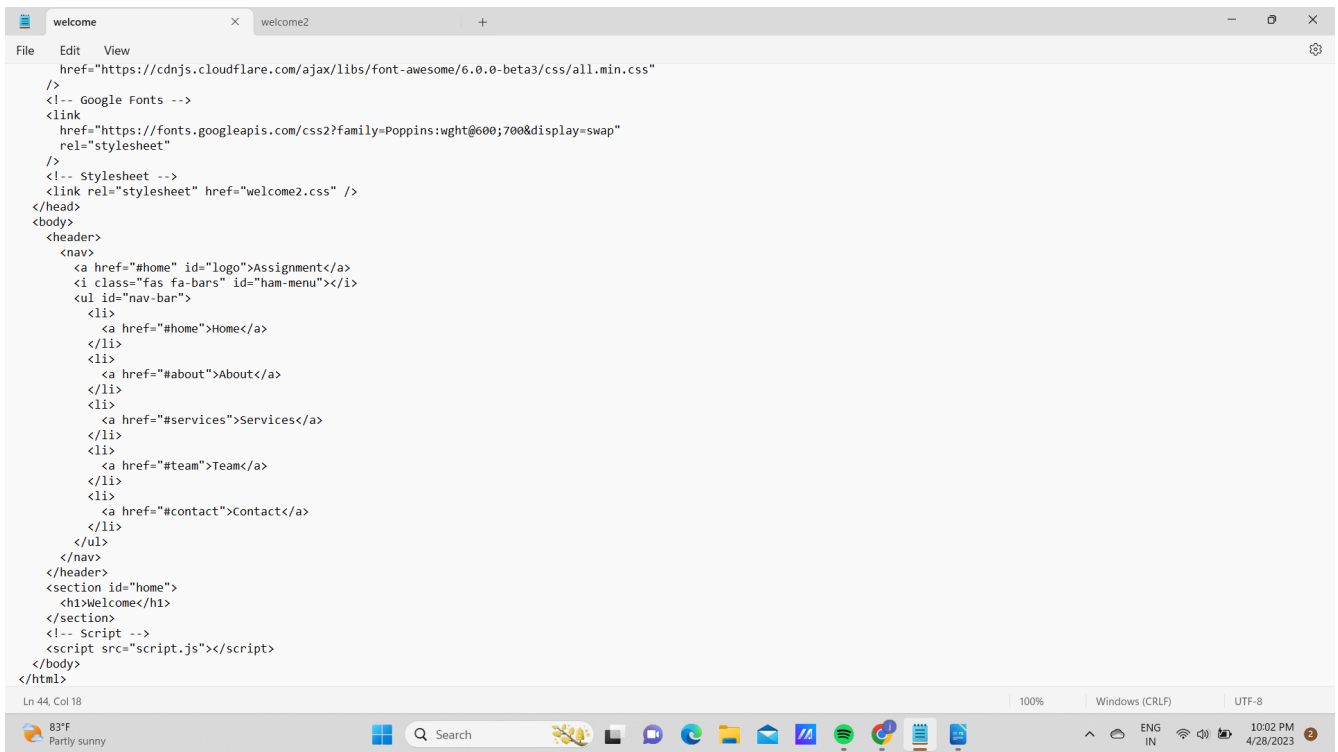 welcome
welcome2
File Edit View
href="https://cdnjs.cloudflare.com/ajax/libs/font-awesome/6.0.0-beta3/css/all.min.css"
/>
<!-- Google Fonts -->
<link
href="https://fonts.googleapis.com/css2?family=Poppins:wght@600;700&display=swap"
rel="stylesheet"
/>
<!-- Stylesheet -->
<link rel="stylesheet" href="welcome2.css" />
</head>
<body>
<header>
<nav>
<a href="#home" id="logo">Assignment</a>
<i class="fas fa-bars" id="ham-menu"></i>
<ul id="nav-bar">
<li>
<a href="#home">Home</a>
</li>
<li>
<a href="#about">About</a>
</li>
<li>
<a href="#services">Services</a>
</li>
<li>
<a href="#team">Team</a>
</li>
<li>
<a href="#contact">Contact</a>
</li>
</ul>
</nav>
</header>
<section id="home">
<h1>Welcome</h1>
</section>
<!-- Script -->
<script src="script.js"></script>
</body>
</html>
Ln 44, Col 18
100%
Windows (CRLF)
UTF-8
83°F
Partly sunny
Search
ENG
IN
10:02 PM
4/28/2023
2